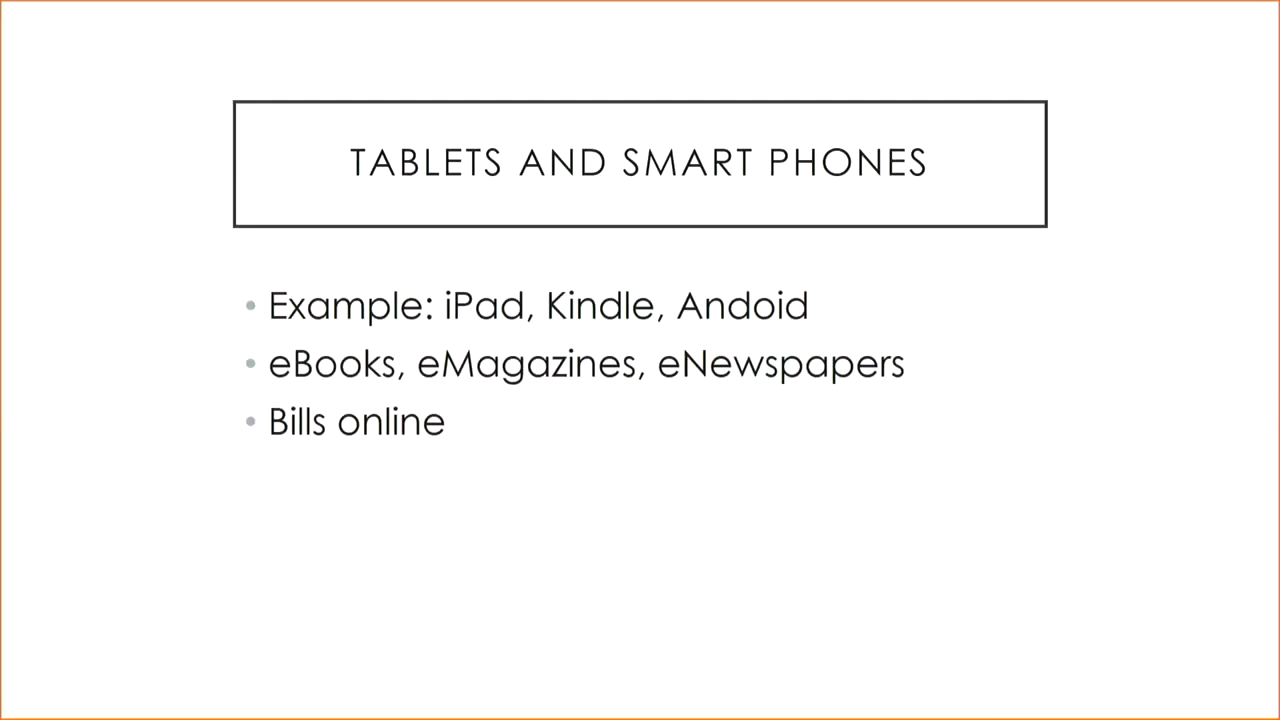 TABLETS AND SMART PHONES
• Example: iPad, Kindle, Andoid
• eBooks, eMagazines, eNewspapers
• Bills online